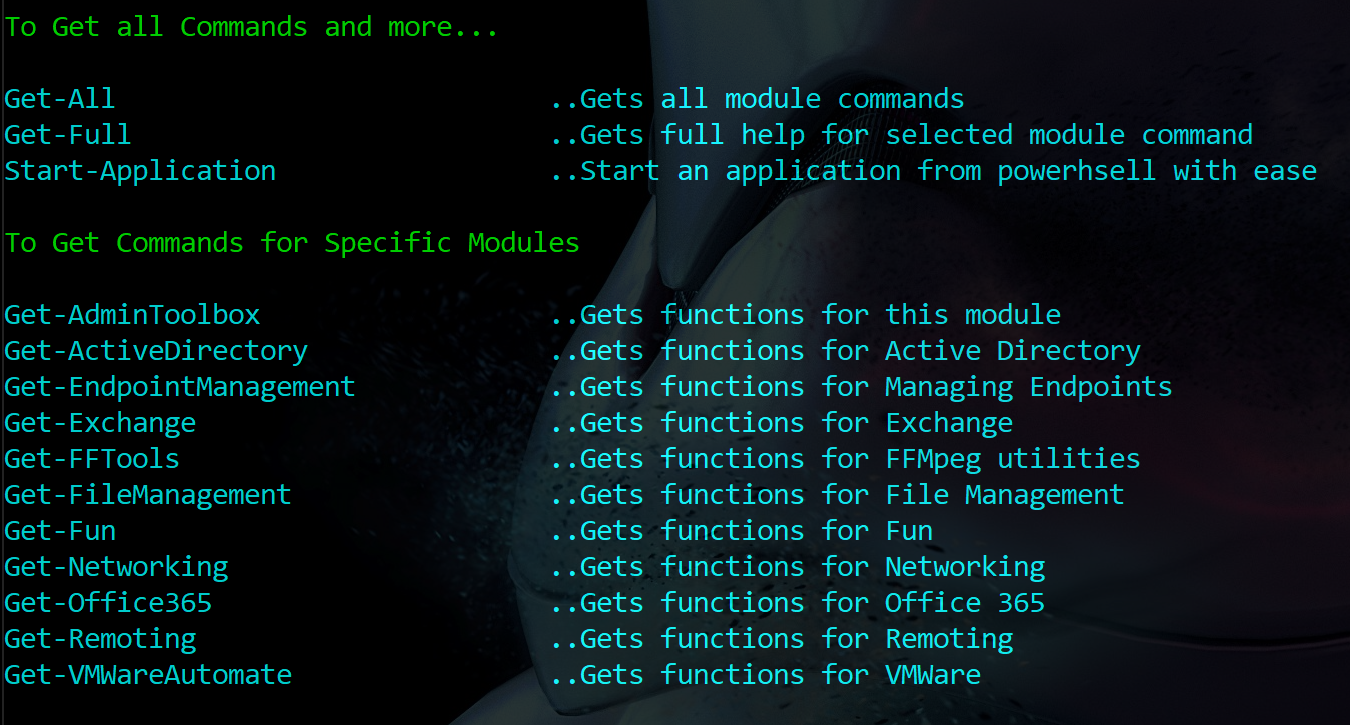 To Get all Commands and more...
Get-All ..Gets all module commands
Get-Full ..Gets full help for selected module command
Start-Application ..Start an application from powerhsell with ease
To Get Commands for Specific Modules
Get-AdminToolbox ..Gets functions for this module
Get-ActiveDirectory ..Gets functions for Active Directory
Get-EndpointManagement ..Gets functions for Managing Endpoints
Get-Exchange ..Gets functions for Exchange
Get-FFTools ..Gets functions for FFMpeg utilities
Get-FileManagement ..Gets functions for File Management
Get-Fun ..Gets functions for Fun
Get-Networking ..Gets functions for Networking
Get-Office365 ..Gets functions for Office 365
Get-Remoting ..Gets functions for Remoting
Get-VMWareAutomate ..Gets functions for VMWare